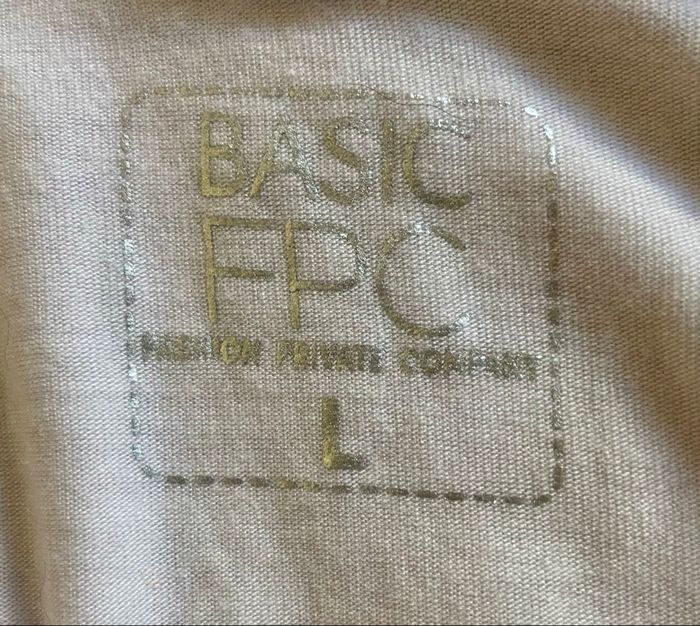 BASIC
FPC
FASHION PRIVATE COMPANY
L